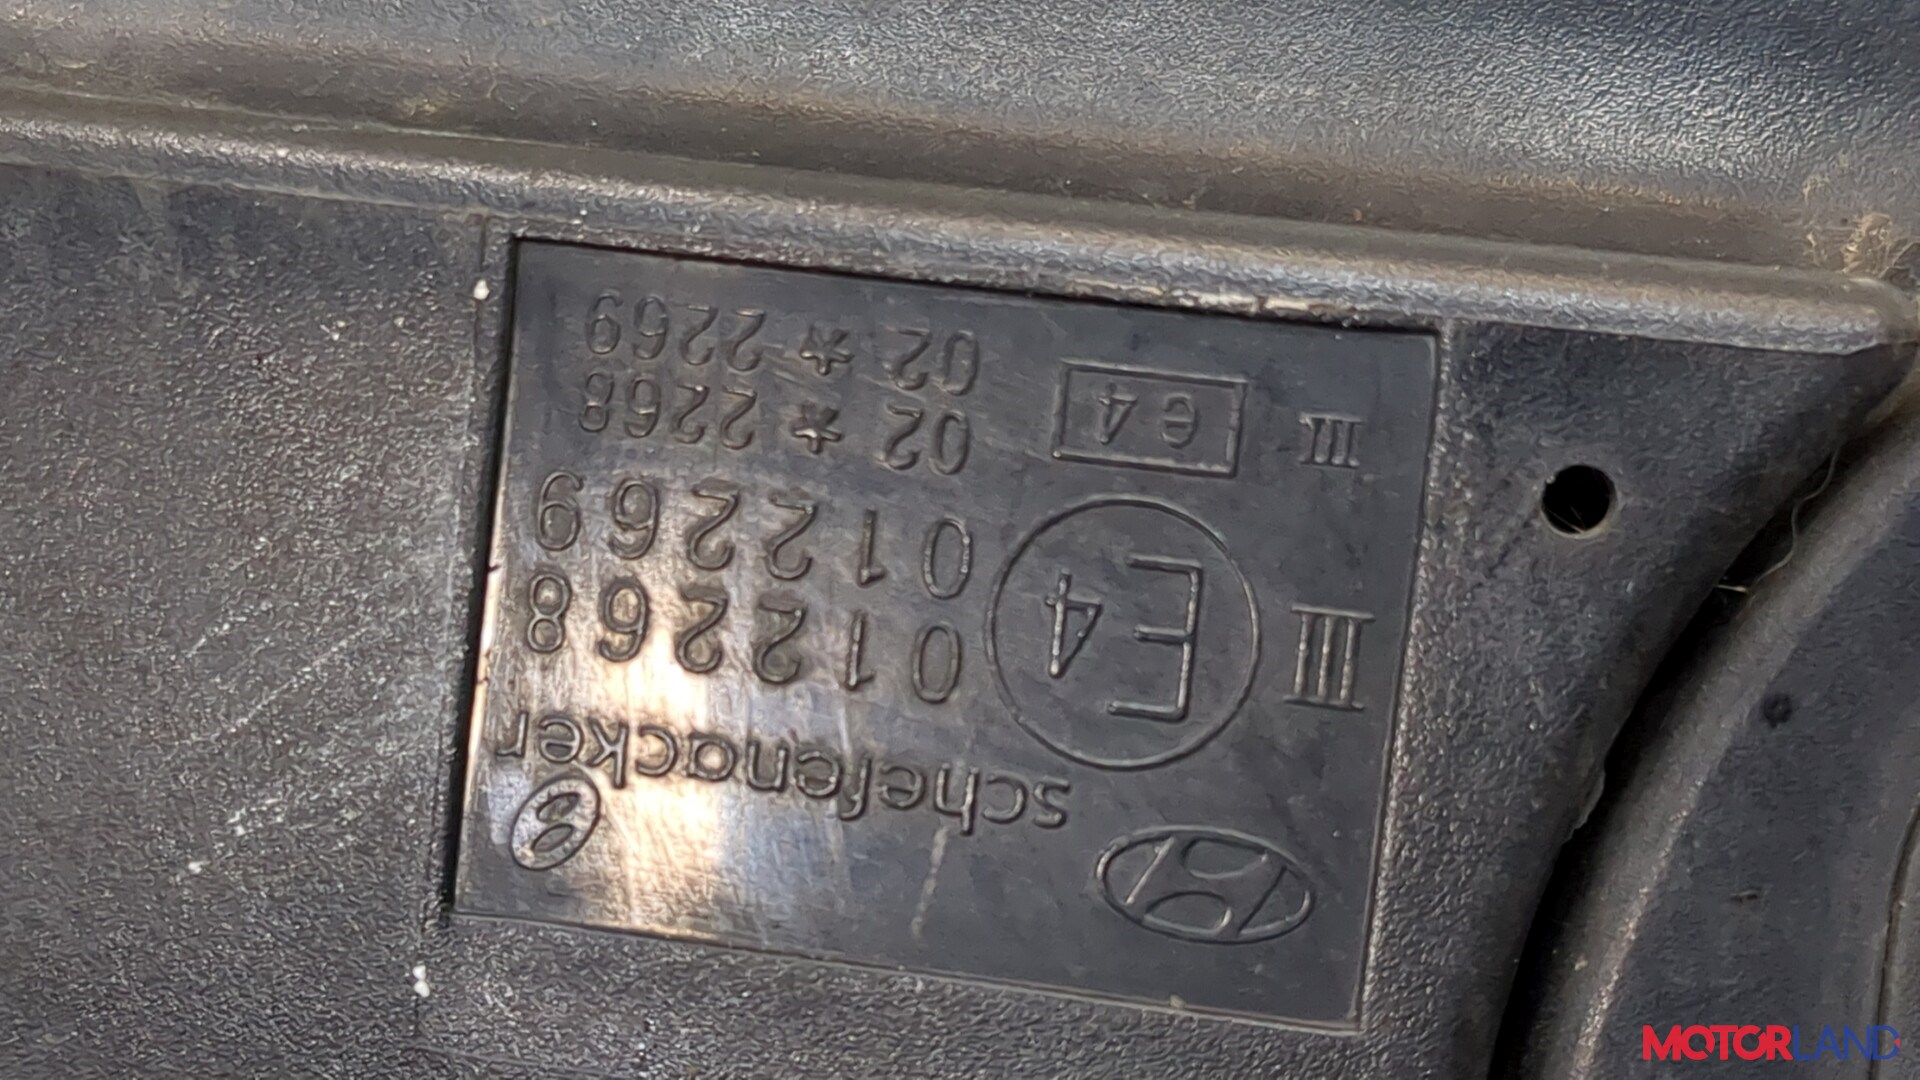 schefenacker
III E4 012268
012269
III e4 02 ★ 2268
02 ★ 2269
MOTORLAND